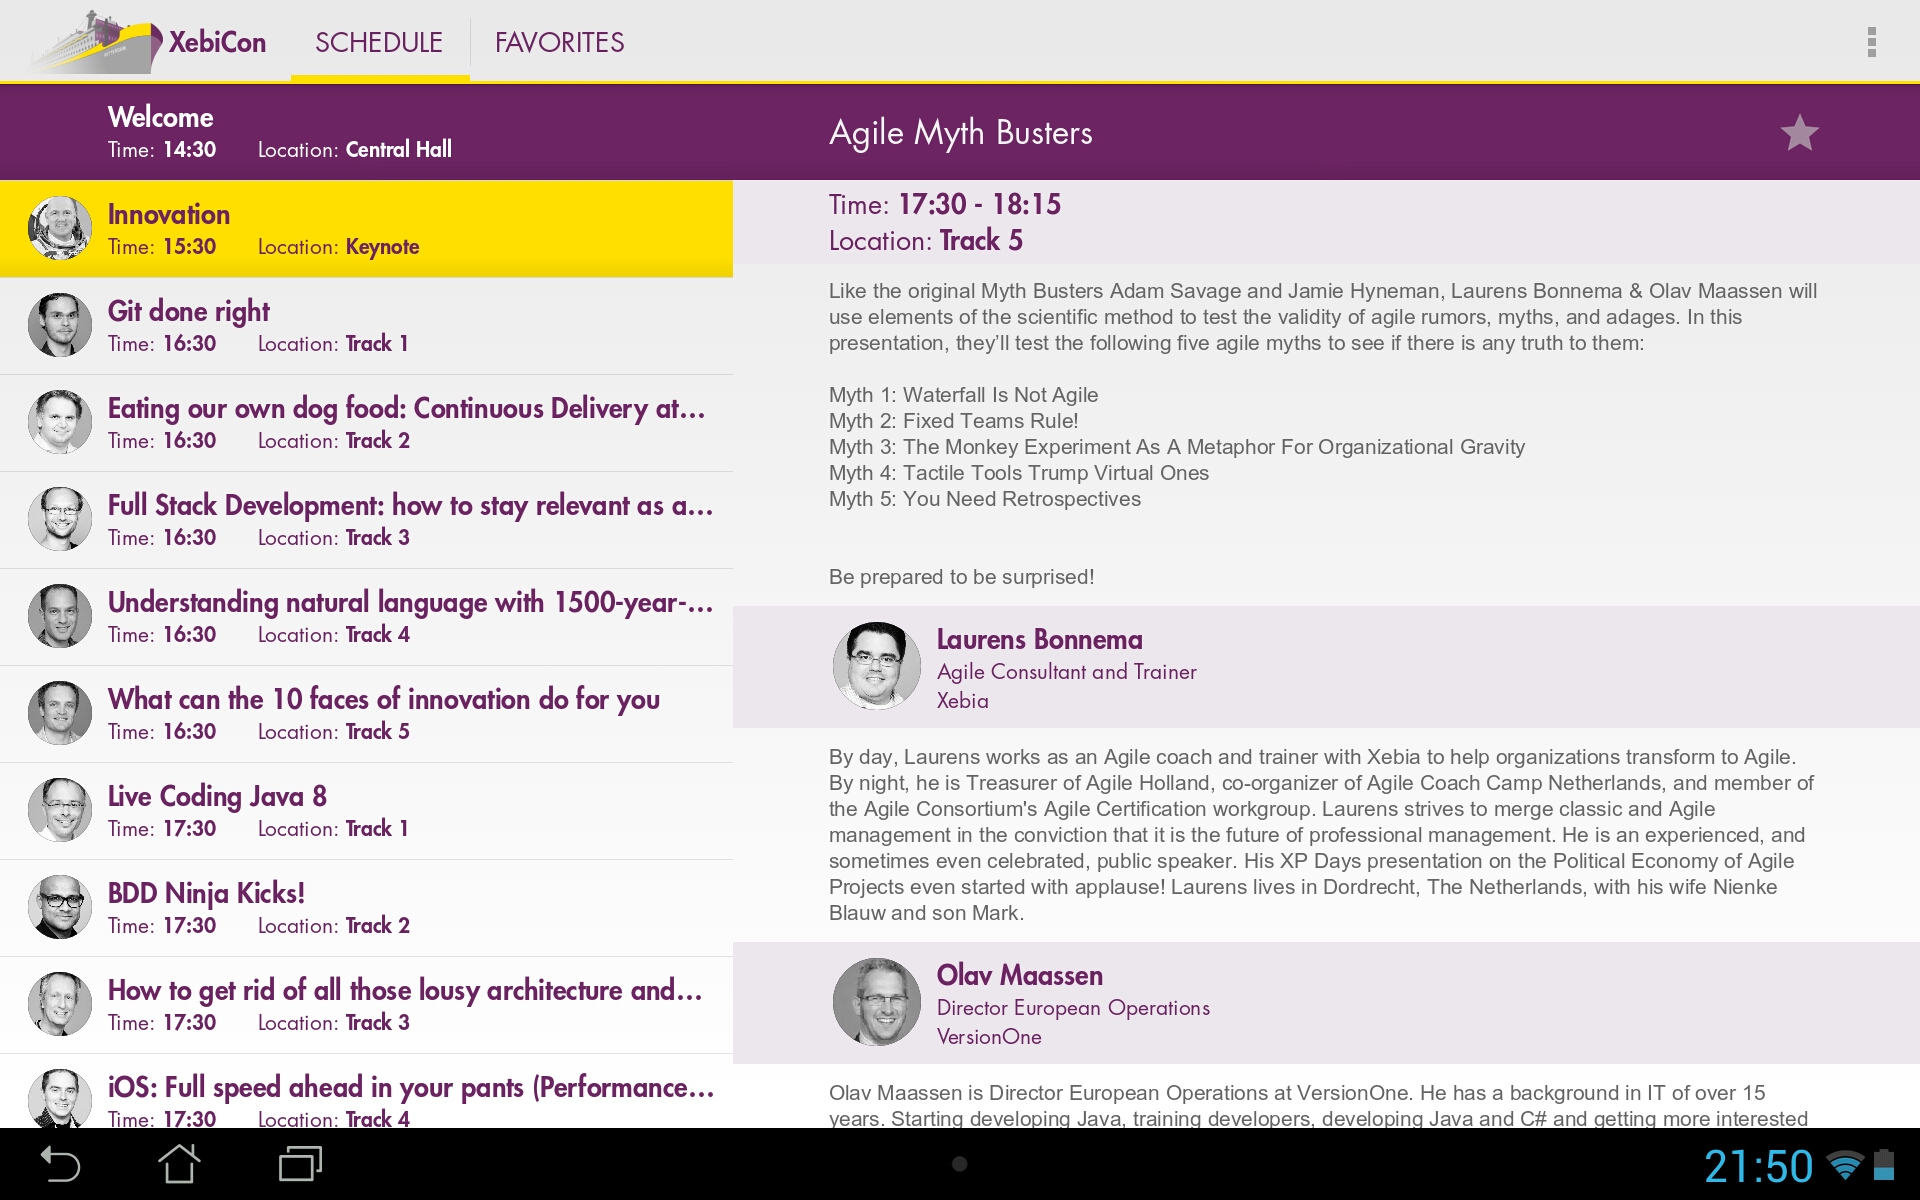 XebiCon
SCHEDULE
FAVORITES
Welcome
Time: 14:30 Location: Central Hall
Innovation
Time: 15:30 Location: Keynote
Git done right
Time: 16:30 Location: Track 1
Eating our own dog food: Continuous Delivery at...
Time: 16:30 Location: Track 2
Full Stack Development: how to stay relevant as a...
Time: 16:30 Location: Track 3
Understanding natural language with 1500-year-...
Time: 16:30 Location: Track 4
What can the 10 faces of innovation do for you
Time: 16:30 Location: Track 5
Live Coding Java 8
Time: 17:30 Location: Track 1
BDD Ninja Kicks!
Time: 17:30 Location: Track 2
How to get rid of all those lousy architecture and...
Time: 17:30 Location: Track 3
iOS: Full speed ahead in your pants (Performance...
Time: 17:30 Location: Track 4
Agile Myth Busters
Time: 17:30 - 18:15
Location: Track 5
Like the original Myth Busters Adam Savage and Jamie Hyneman, Laurens Bonnema & Olav Maassen will
use elements of the scientific method to test the validity of agile rumors, myths, and adages. In this
presentation, they’ll test the following five agile myths to see if there is any truth to them:
Myth 1: Waterfall Is Not Agile
Myth 2: Fixed Teams Rule!
Myth 3: The Monkey Experiment As A Metaphor For Organizational Gravity
Myth 4: Tactile Tools Trump Virtual Ones
Myth 5: You Need Retrospectives
Be prepared to be surprised!
Laurens Bonnema
Agile Consultant and Trainer
Xebia
By day, Laurens works as an Agile coach and trainer with Xebia to help organizations transform to Agile.
By night, he is Treasurer of Agile Holland, co-organizer of Agile Coach Camp Netherlands, and member of
the Agile Consortium's Agile Certification workgroup. Laurens strives to merge classic and Agile
management in the conviction that it is the future of professional management. He is an experienced, and
sometimes even celebrated, public speaker. His XP Days presentation on the Political Economy of Agile
Projects even started with applause! Laurens lives in Dordrecht, The Netherlands, with his wife Nienke
Blauw and son Mark.
Olav Maassen
Director European Operations
VersionOne
Olav Maassen is Director European Operations at VersionOne. He has a background in IT of over 15
years. Starting developing Java, training developers, developing Java and C# and getting more interested
21:50